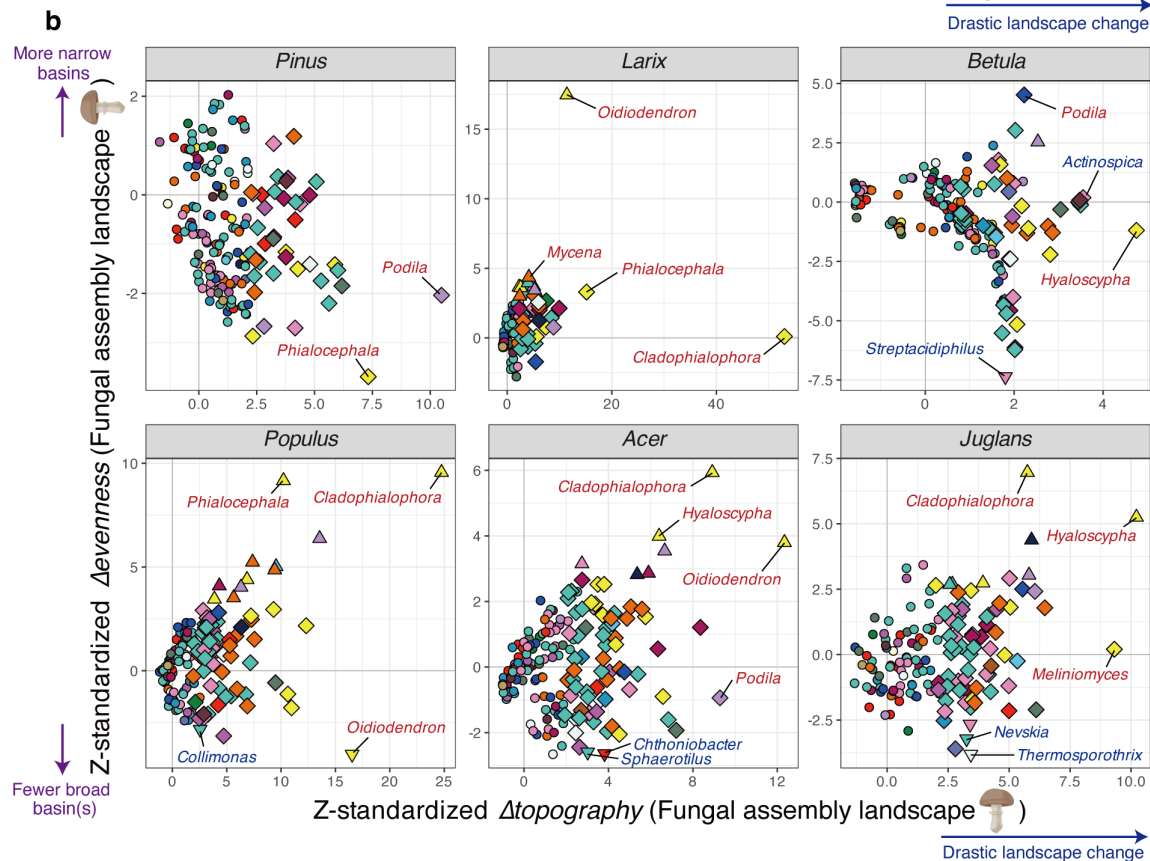 b
Drastic landscape change
More narrow
basins
Fewer broad
basin(s)
Z-standardized Δevenness (Fungal assembly landscape )
Pinus
2
0
-2
0.0 2.5 5.0 7.5 10.0
Podila
Phialocephala
Larix
15
10
5
0
0 20 40
Oidiodendron
Mycena
Phialocephala
Cladophialophora
Betula
5.0
2.5
0.0
-2.5
-5.0
-7.5
0 2 4
Podila
Actinospica
Hyaloscypha
Streptacidiphilus
Populus
10
5
0
0 5 10 15 20 25
Phialocephala
Cladophialophora
Oidiodendron
Collimonas
Acer
6
4
2
0
-2
0 4 8 12
Cladophialophora
Hyaloscypha
Oidiodendron
Podila
Chthoniobacter
Sphaerotilus
Juglans
7.5
5.0
2.5
0.0
-2.5
0.0 2.5 5.0 7.5 10.0
Cladophialophora
Hyaloscypha
Meliniomyces
Nevskia
Thermosporothrix
Z-standardized Δtopography (Fungal assembly landscape )
Drastic landscape change